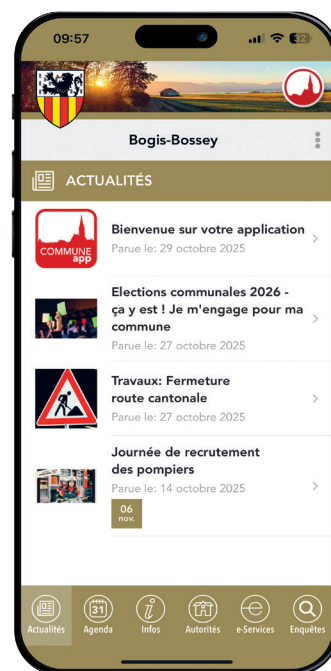 09:57
32
Bogis-Bossey
ACTUALITÉS
COMMUNE
app
Bienvenue sur votre application
Parue le: 29 octobre 2025
Elections communales 2026 -
ça y est ! Je m'engage pour ma
commune
Parue le: 27 octobre 2025
Travaux: Fermeture
route cantonale
Parue le: 27 octobre 2025
Journée de recrutement
des pompiers
Parue le: 14 octobre 2025
06
nov.
31
Actualités Agenda Infos Autorités e-Services Enquêtes